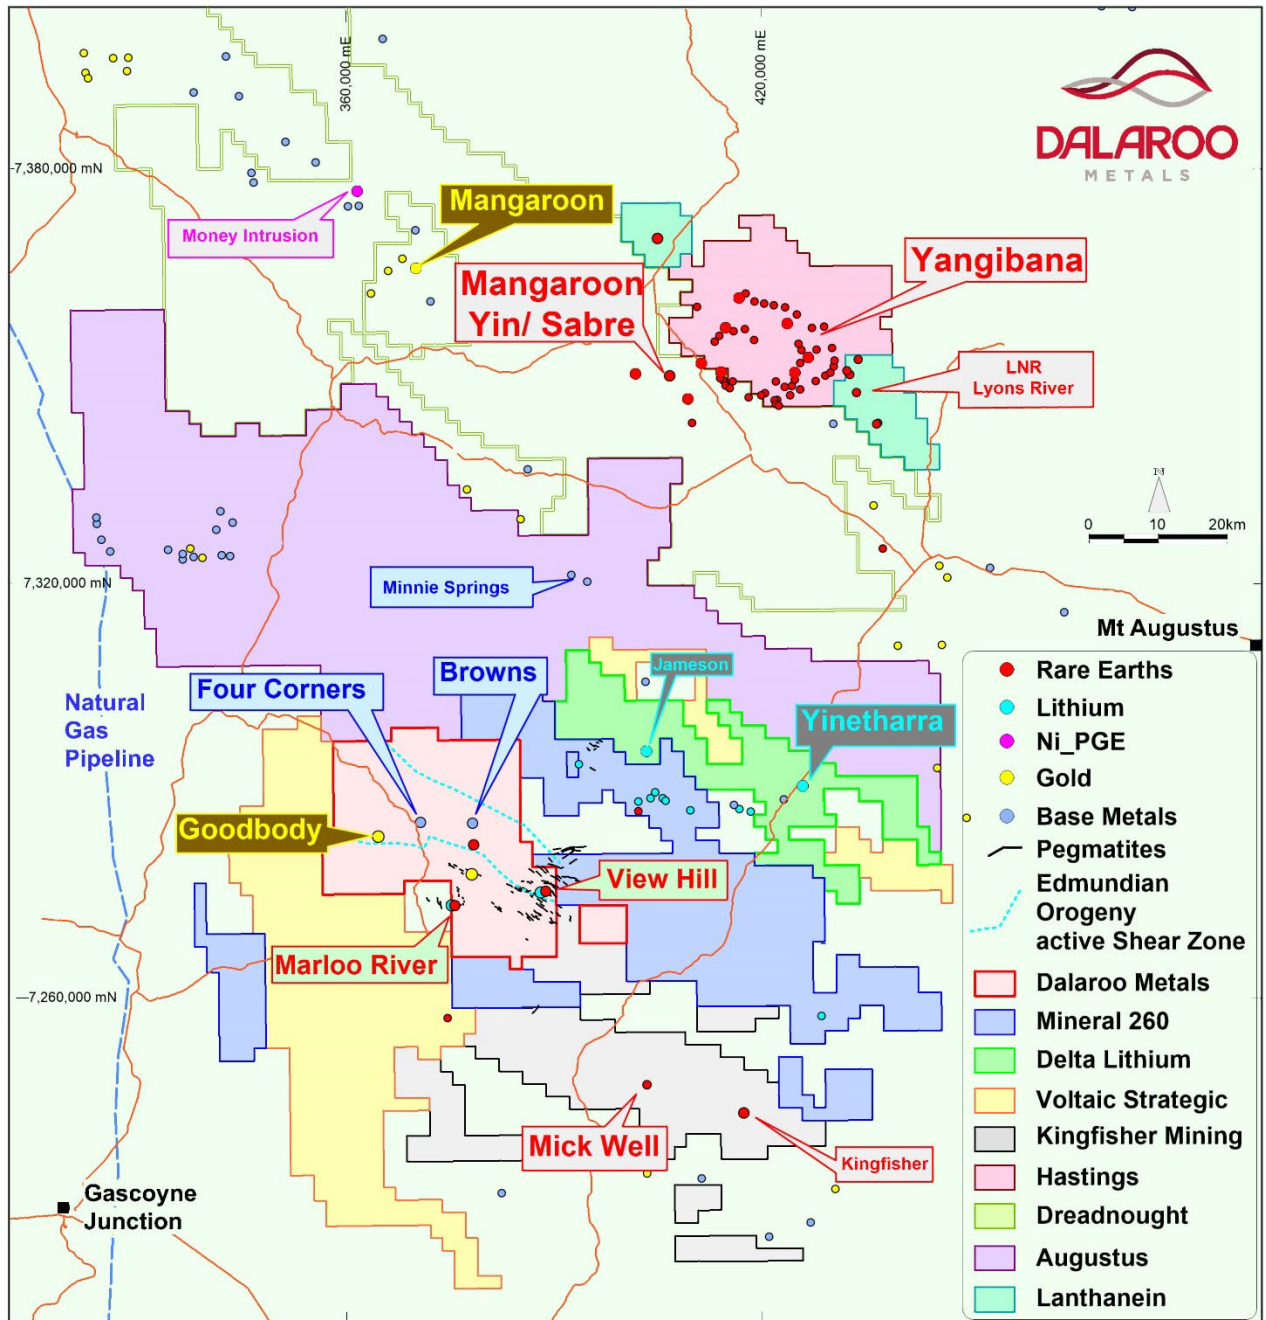 360,000 mE
420,000 mE
DALAROO
METALS
7,380,000 mN
Mangaroon
Money Intrusion
Yangibana
Mangaroon
Yin/ Sabre
LNR
Lyons River
0 10 20km
7,320,000 mN
Minnie Springs
Mt Augustus
Jameson
Browns
Four Corners
Yinetharra
Natural
Gas
Pipeline
Goodbody
View Hill
Marloo River
7,260,000 mN
Mick Well
Kingfisher
Gascoyne
Junction
Rare Earths
Lithium
Ni_PGE
Gold
Base Metals
Pegmatites
Edmundian
Orogeny
active Shear Zone
Dalaroo Metals
Mineral 260
Delta Lithium
Voltaic Strategic
Kingfisher Mining
Hastings
Dreadnought
Augustus
Lanthanein